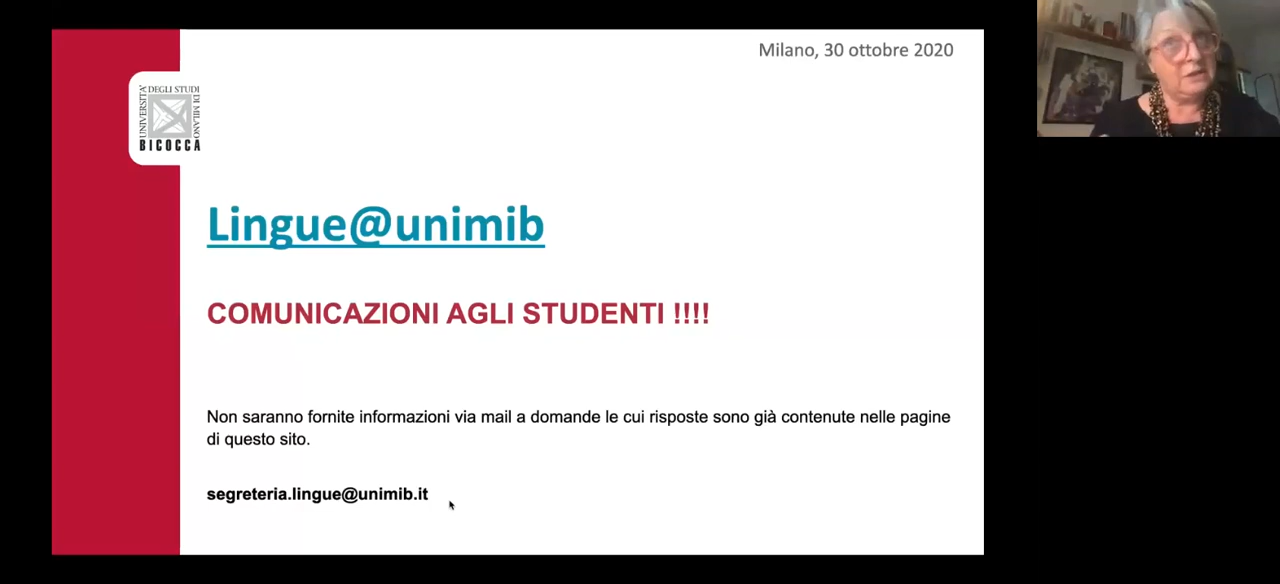 Milano, 30 ottobre 2020
UNIVERSITA' DEGLI STUDI DI MILANO
BICOCCA
Lingue@unimib
COMUNICAZIONI AGLI STUDENTI !!!!
Non saranno fornite informazioni via mail a domande le cui risposte sono già contenute nelle pagine
di questo sito.
segreteria.lingue@unimib.it